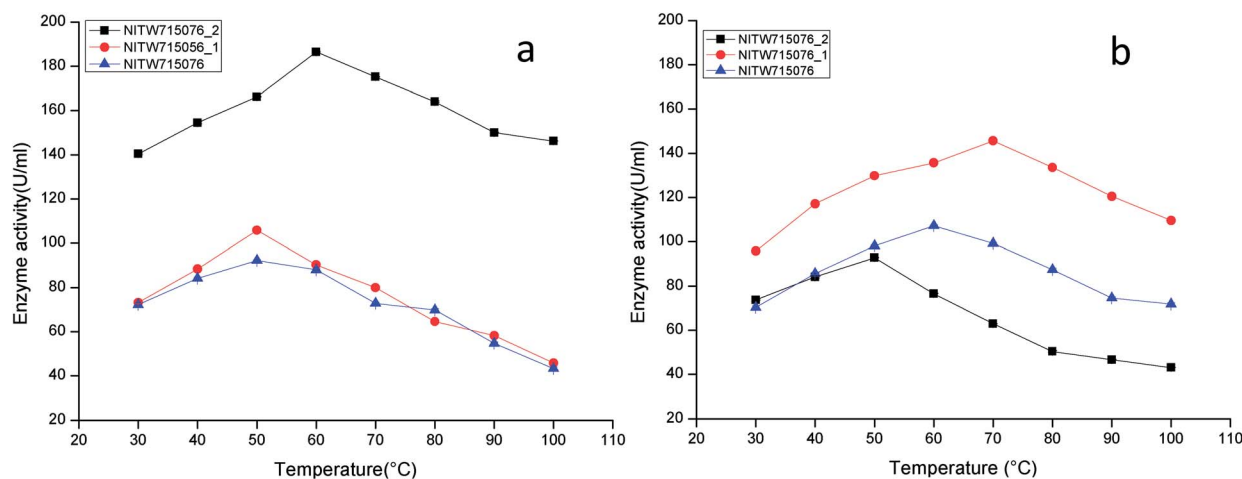 a
NITW715076_2
NITW715056_1
NITW715076
Enzyme activity(U/ml)
200
180
160
140
120
100
80
60
40
20
20 30 40 50 60 70 80 90 100 110
Temperature(°C)
b
NITW715076_2
NITW715076_1
NITW715076
Enzyme activity(U/ml)
200
180
160
140
120
100
80
60
40
20
20 30 40 50 60 70 80 90 100 110
Temperature (°C)